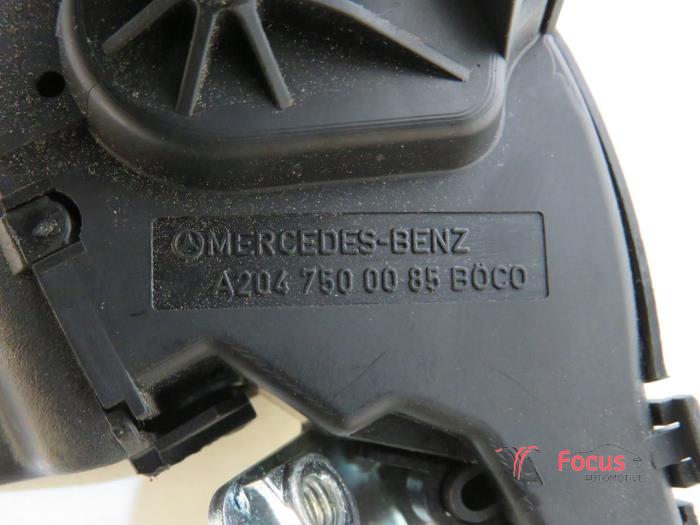 MERCEDES-BENZ
A204 750 00 85 BÖCO
Focus
AUTOMOTIVE